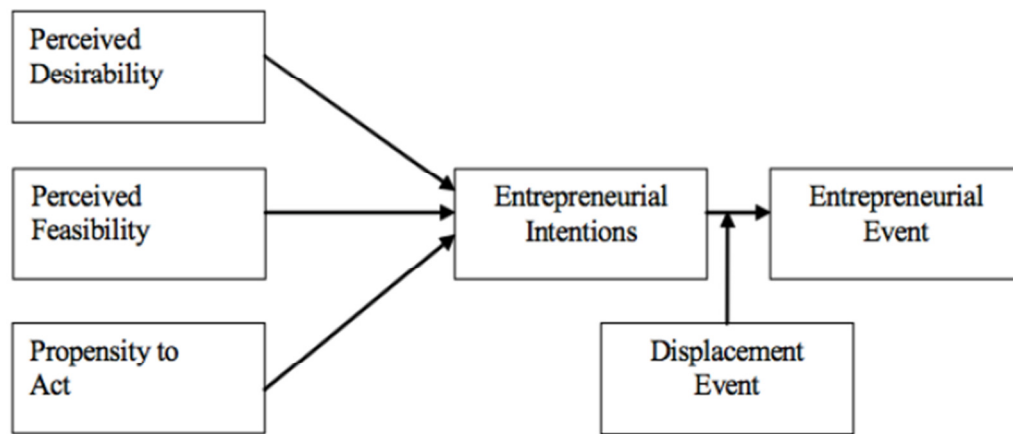 Perceived
Desirability
Perceived
Feasibility
Entrepreneurial
Intentions
Entrepreneurial
Event
Propensity to
Act
Displacement
Event